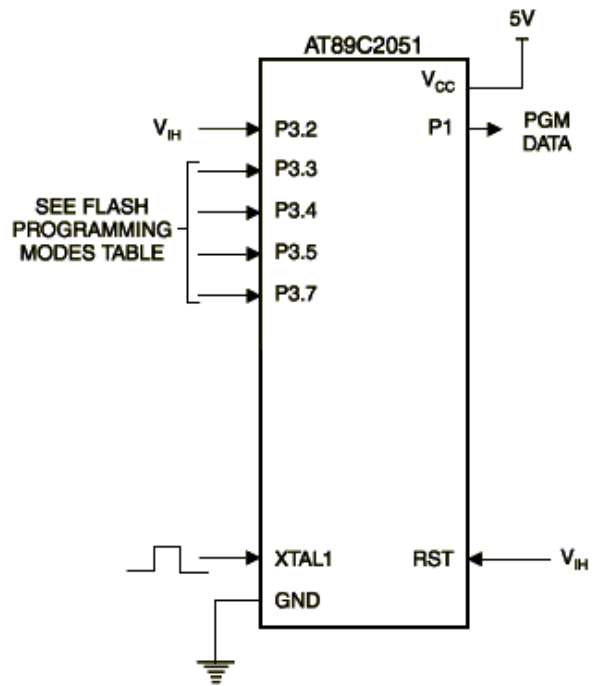 5V
AT89C2051
VCC
VIH
P3.2
P1
PGM
DATA
P3.3
SEE FLASH
PROGRAMMING
MODES TABLE
P3.4
P3.5
P3.7
XTAL1
RST
VIH
GND